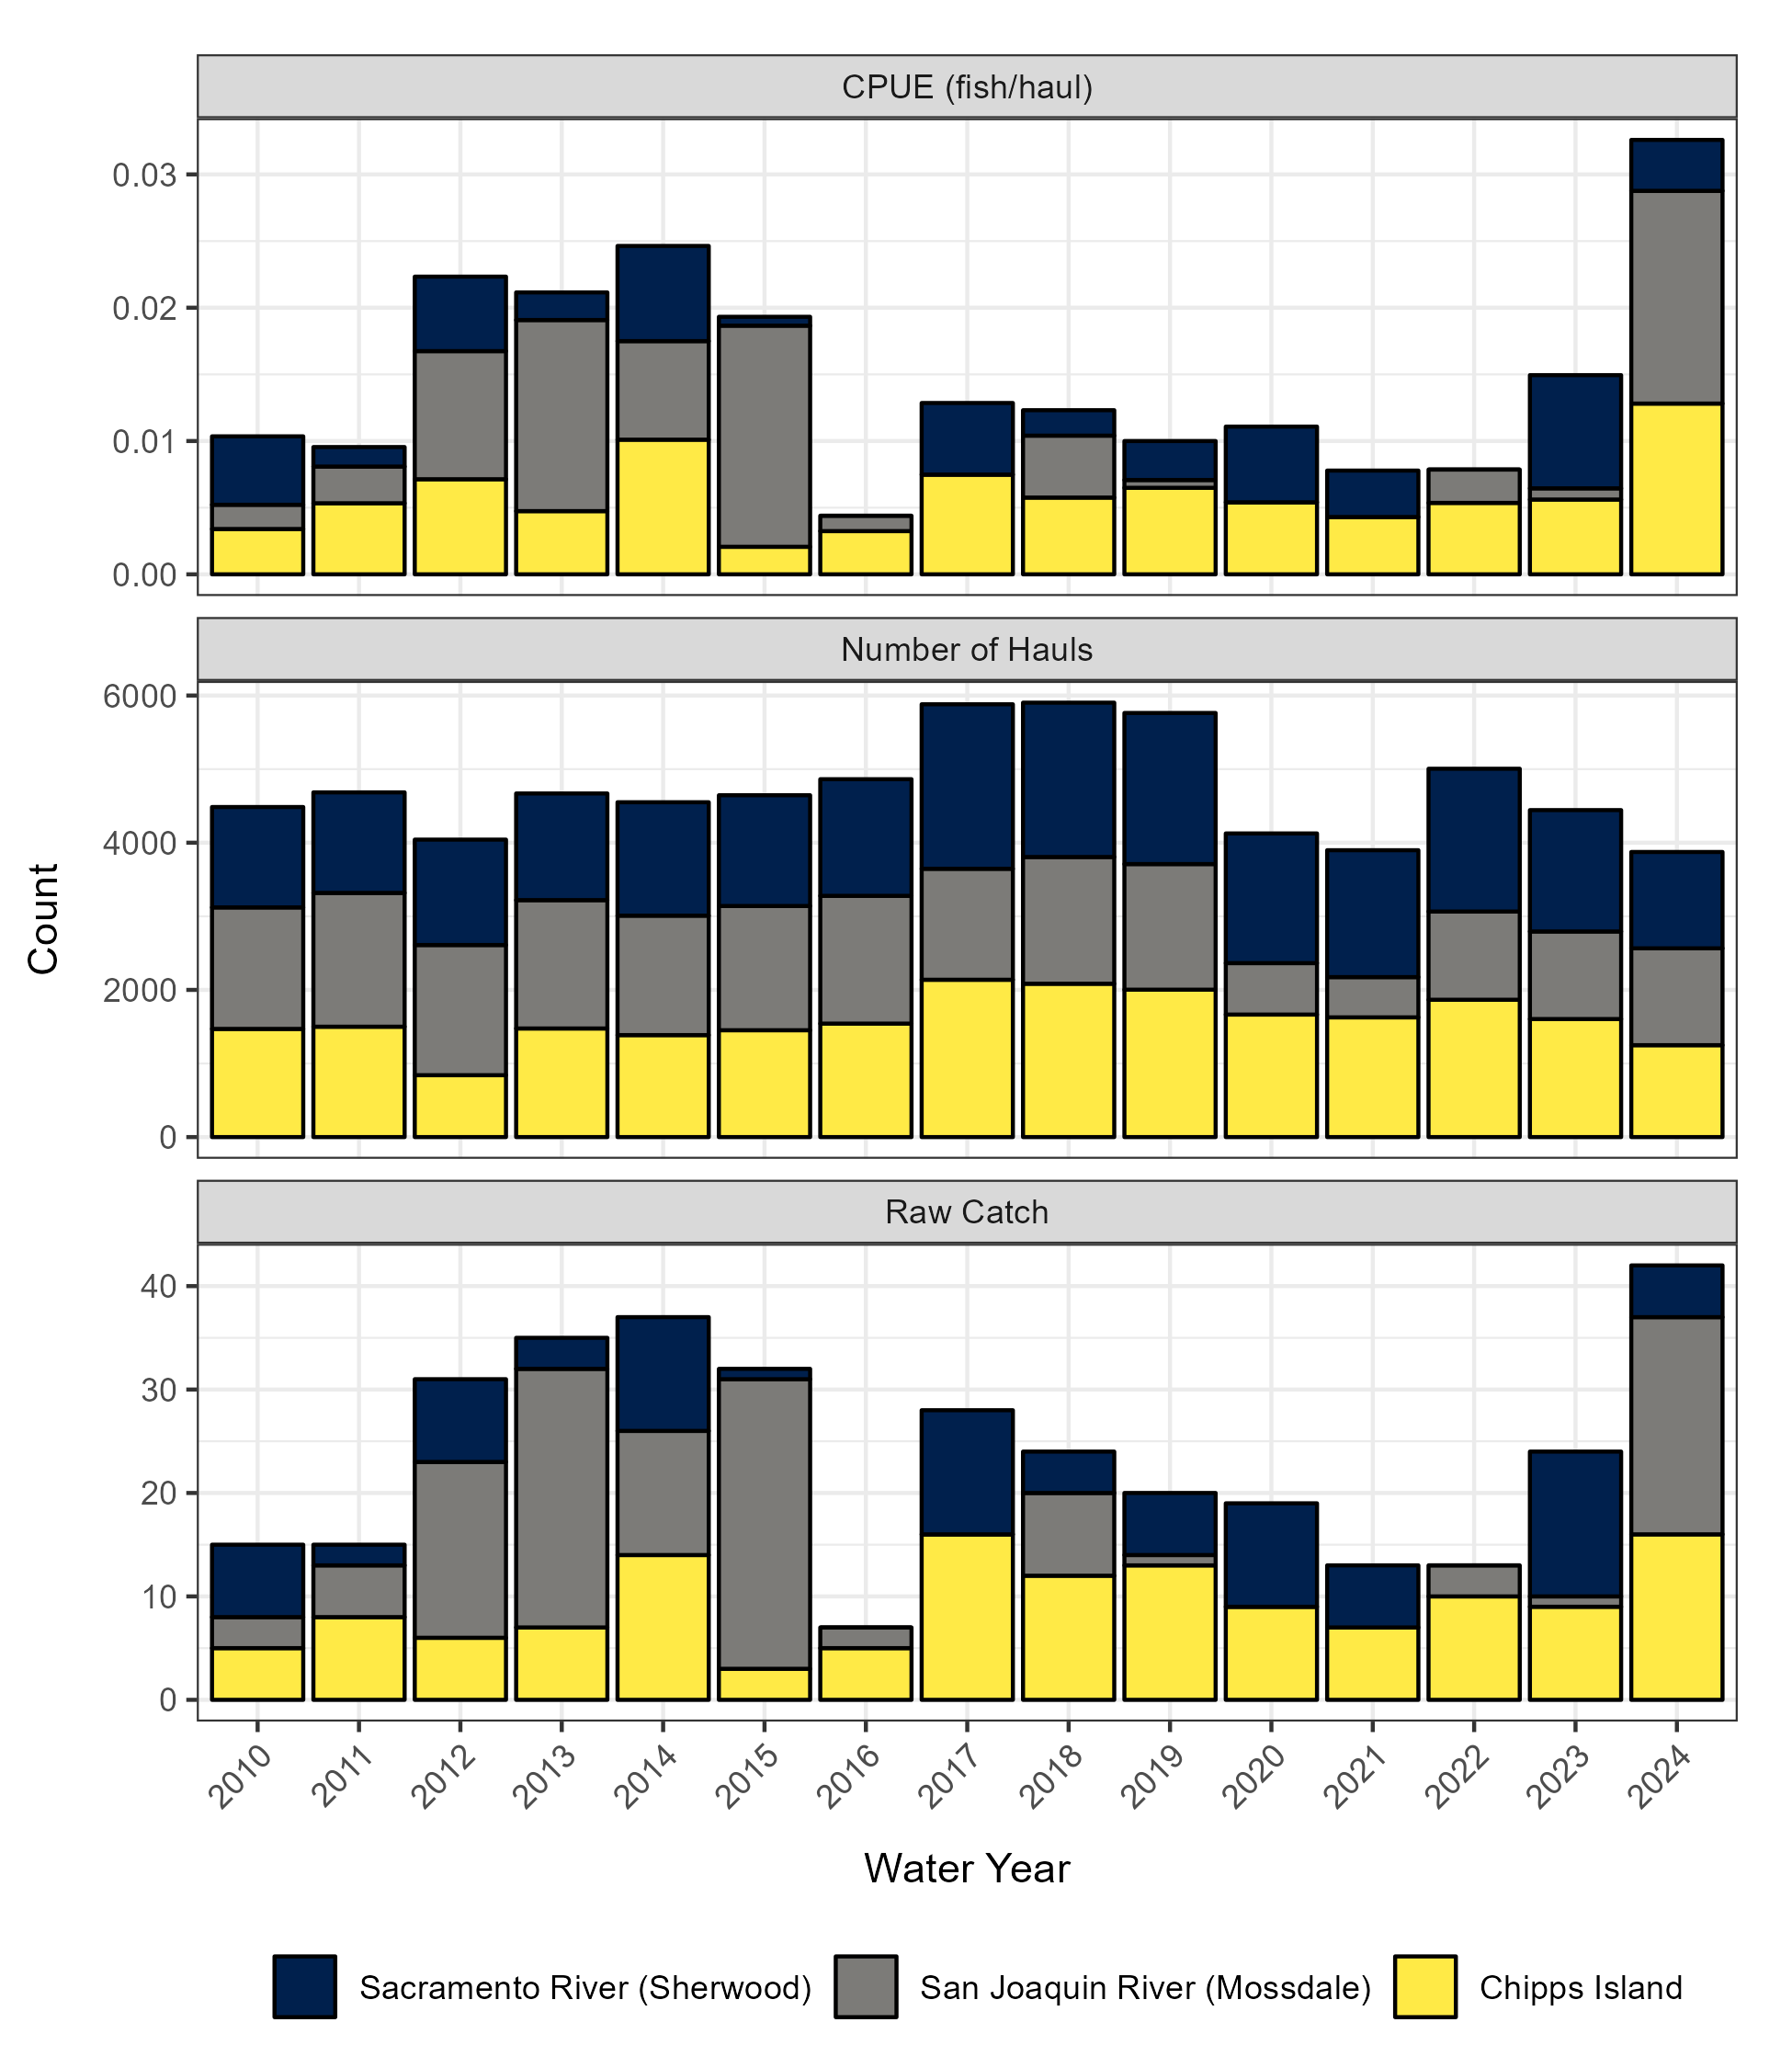 CPUE (fish/haul)
0.03
0.02
0.01
0.00
Number of Hauls
6000
4000
2000
0
Count
Raw Catch
40
30
20
10
0
2010 2011 2012 2013 2014 2015 2016 2017 2018 2019 2020 2021 2022 2023 2024
Water Year
Sacramento River (Sherwood) San Joaquin River (Mossdale) Chipps Island